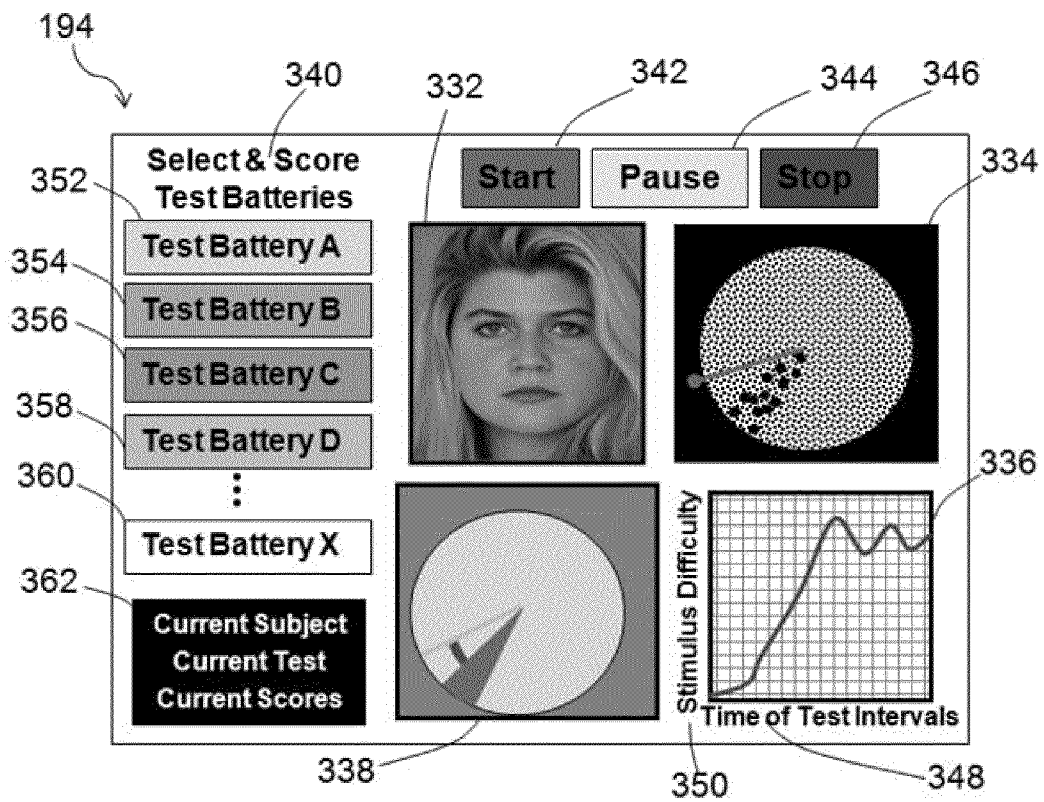 194
340
332
342
344
346
Select & Score
Test Batteries
Start
Pause
Stop
334
352
Test Battery A
354
Test Battery B
356
Test Battery C
358
Test Battery D
360
Test Battery X
336
362
Current Subject
Current Test
Current Scores
Stimulus Difficulty
Time of Test Intervals
338
350
348